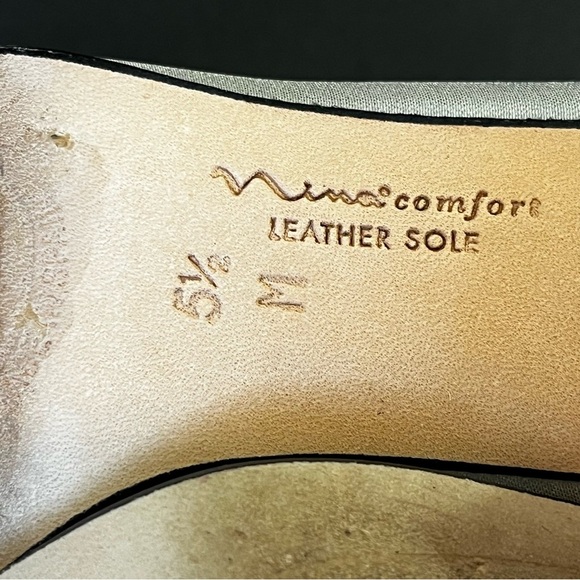 Nina® comfort
LEATHER SOLE
5½
M